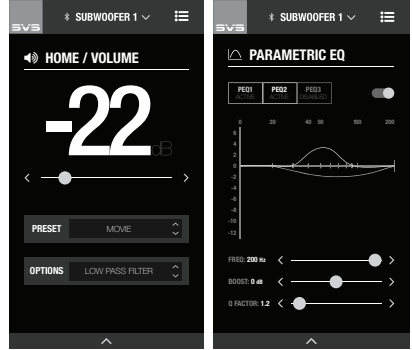 SVS
SUBWOOFER 1
HOME / VOLUME
-22 dB
PRESET MOVIE
OPTIONS LOW PASS FILTER
SVS
SUBWOOFER 1
PARAMETRIC EQ
PEQ1 PEQ2 PEQ3
ACTIVE ACTIVE DISABLED
0 20 40 50 100 200
6
4
2
0
-2
-4
-6
-8
-10
-12
FREQ: 200 Hz
BOOST: 0 dB
Q FACTOR: 1.2